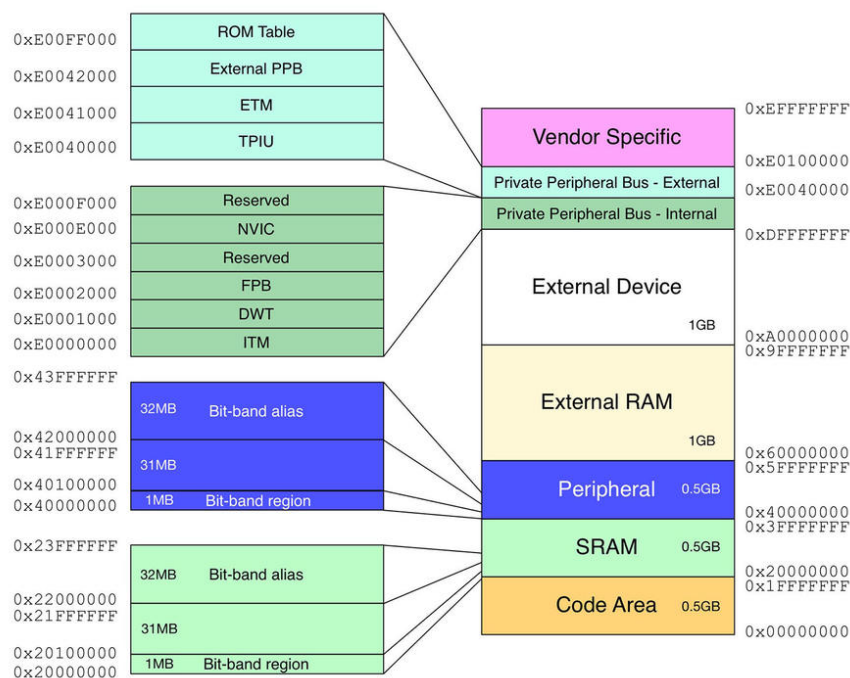 0xE00FF000
ROM Table
0xE0042000
External PPB
0xE0041000
ETM
0xE0040000
TPIU
0xE000F000
Reserved
0xE000E000
NVIC
0xE0003000
Reserved
0xE0002000
FPB
0xE0001000
DWT
0xE0000000
ITM
0x43FFFFFF
32MB Bit-band alias
0x42000000
0x41FFFFFF
31MB
0x40100000
1MB Bit-band region
0x40000000
0x23FFFFFF
32MB Bit-band alias
0x22000000
0x21FFFFFF
31MB
0x20100000
1MB Bit-band region
0x20000000
0xEFFFFFFF
Vendor Specific
0xE0100000
Private Peripheral Bus - External
0xE0040000
Private Peripheral Bus - Internal
0xDFFFFFFF
External Device
1GB
0xA0000000
0x9FFFFFFF
External RAM
1GB
0x60000000
0x5FFFFFFF
Peripheral 0.5GB
0x40000000
0x3FFFFFFF
SRAM 0.5GB
0x20000000
0x1FFFFFFF
Code Area 0.5GB
0x00000000